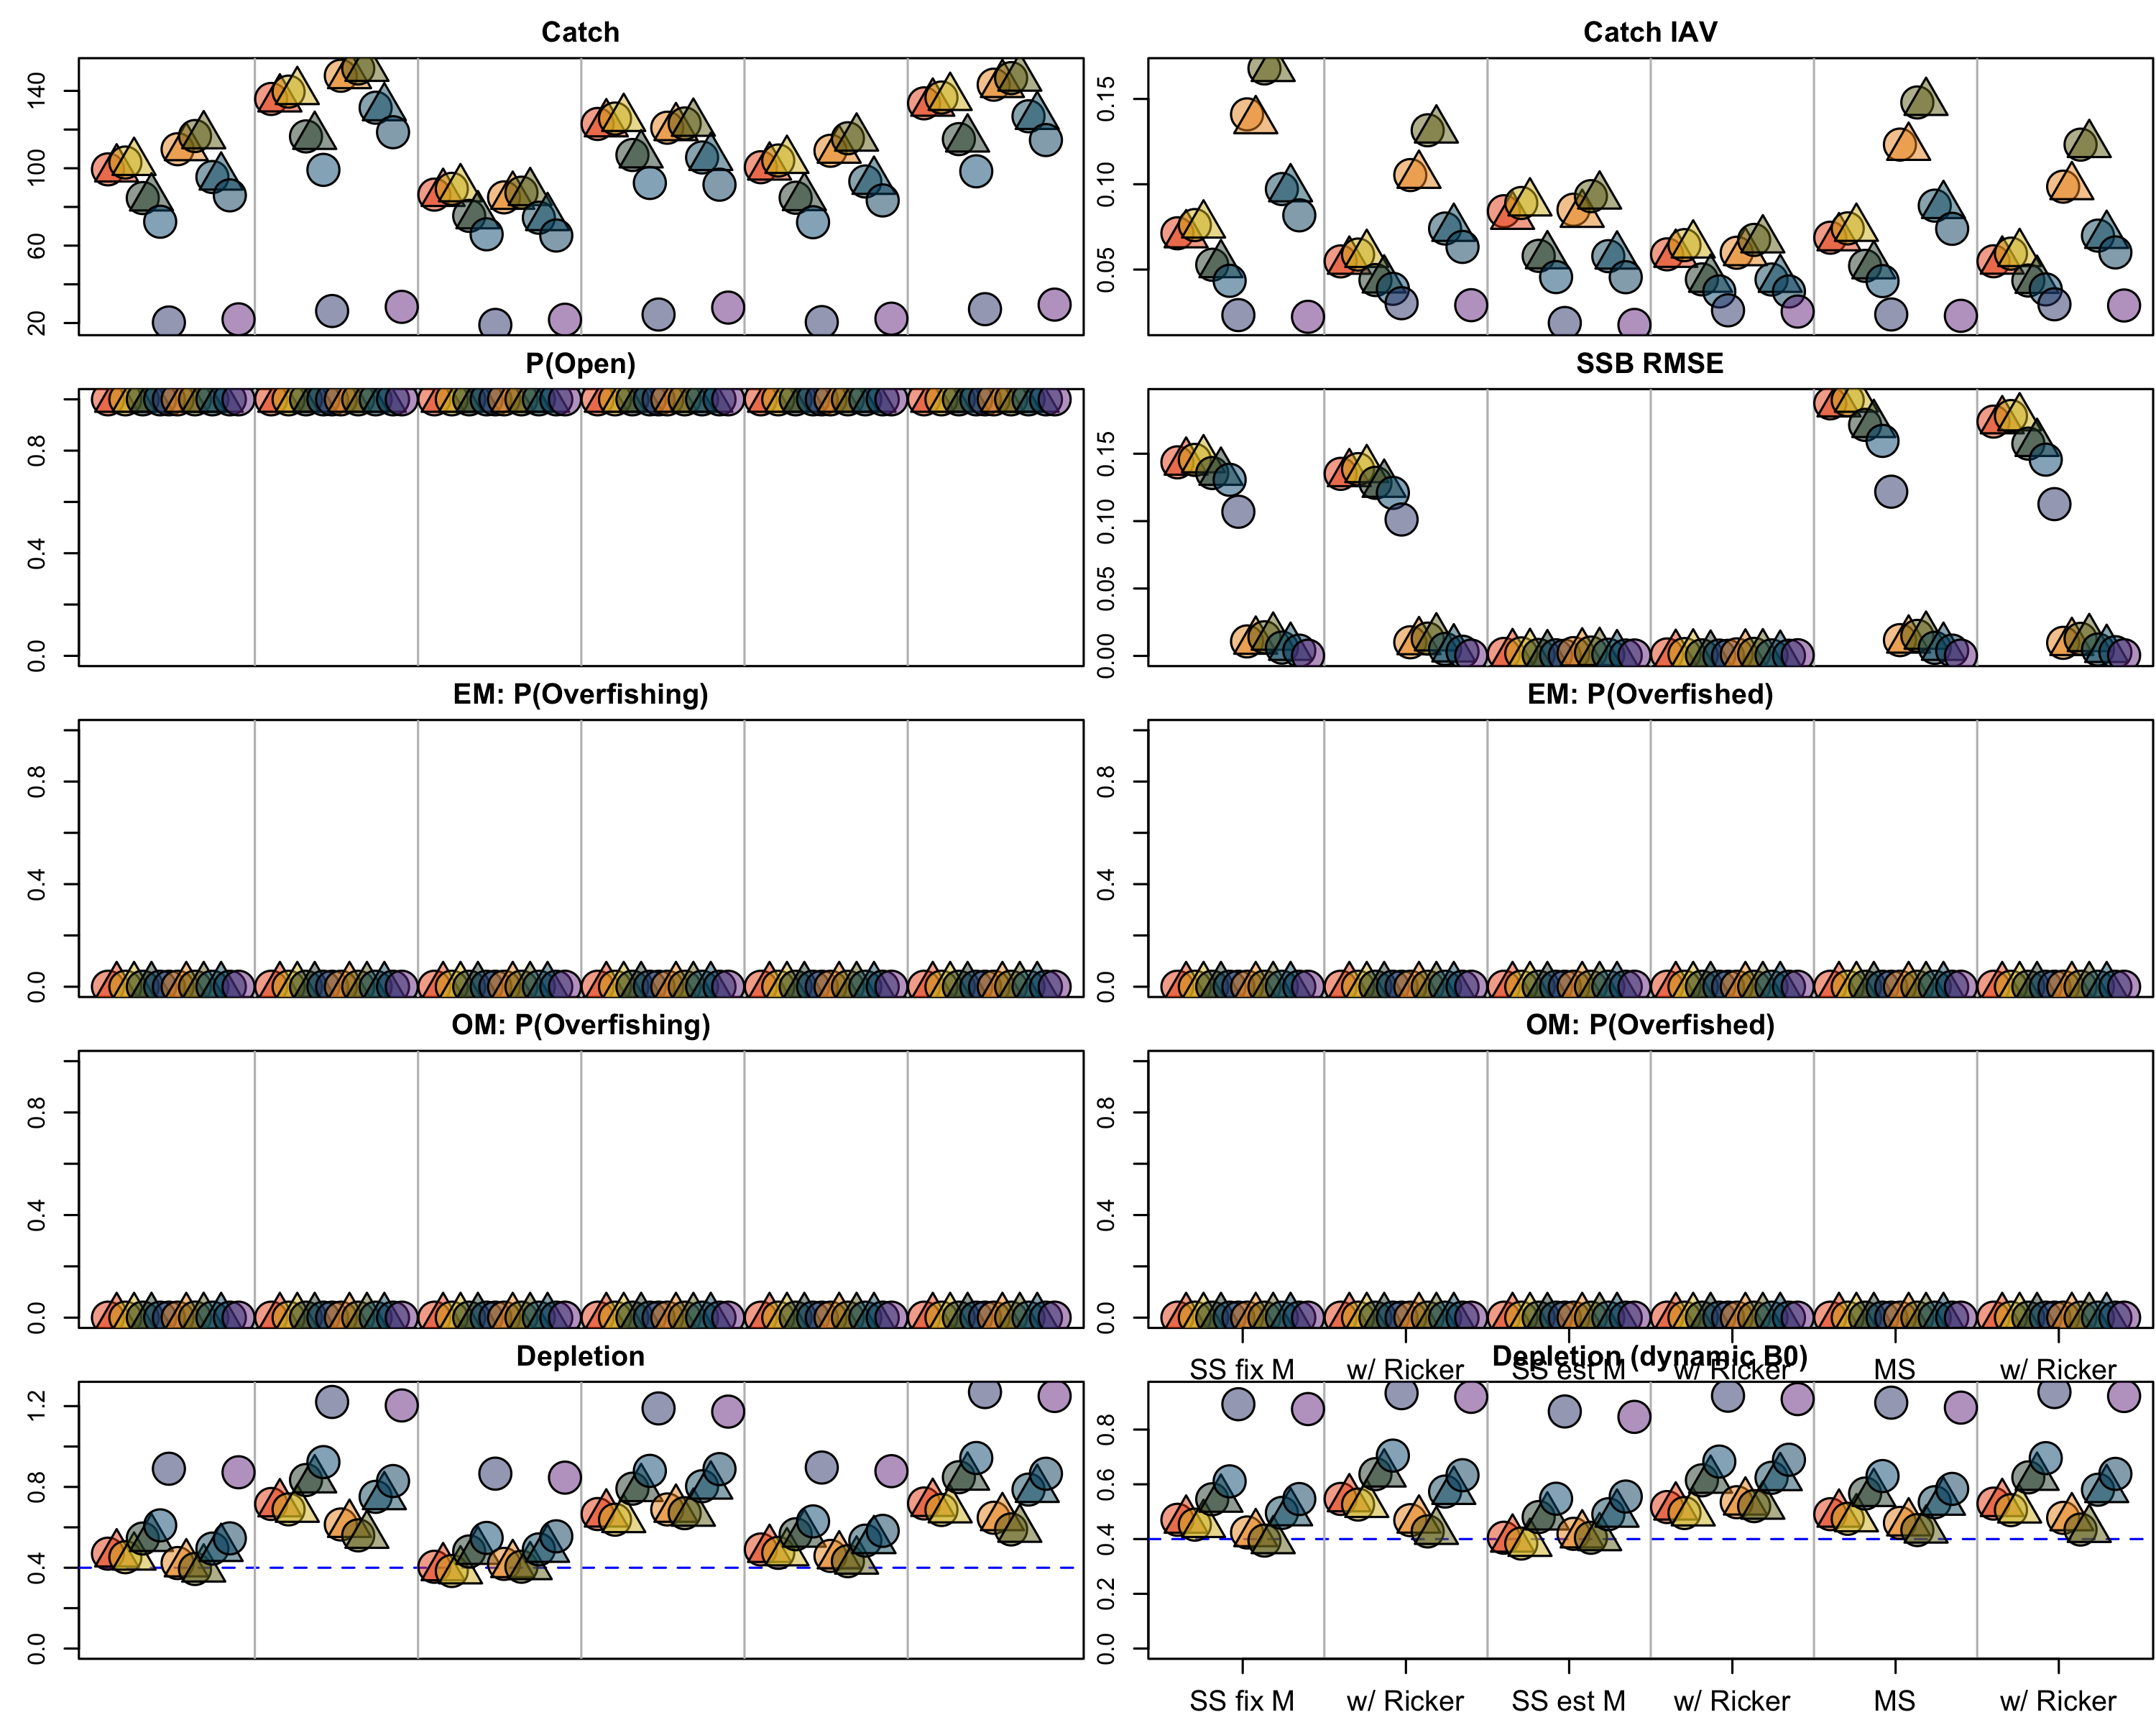 Catch
Catch IAV
20 60 100 140
0.05 0.10 0.15
P(Open)
SSB RMSE
0.0 0.4 0.8
0.00 0.05 0.10 0.15
EM: P(Overfishing)
EM: P(Overfished)
0.0 0.4 0.8
0.0 0.4 0.8
OM: P(Overfishing)
OM: P(Overfished)
0.0 0.4 0.8
0.0 0.4 0.8
SS fix M w/ Ricker SS est M w/ Ricker MS w/ Ricker
Depletion
Depletion (dynamic B0)
0.0 0.4 0.8 1.2
0.0 0.2 0.4 0.6 0.8
SS fix M w/ Ricker SS est M w/ Ricker MS w/ Ricker